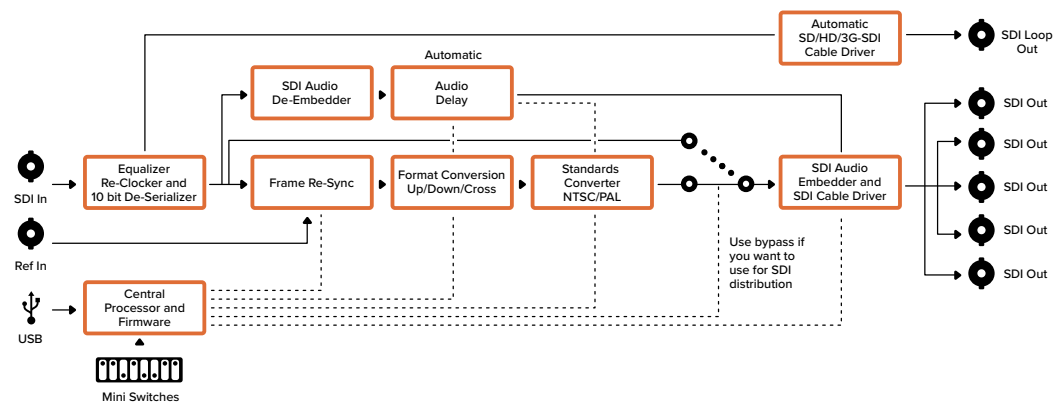 Automatic
SD/HD/3G-SDI
Cable Driver
SDI Loop
Out
Automatic
SDI Audio
De-Embedder
Audio
Delay
SDI Out
SDI Out
SDI In
Equalizer
Re-Clocker and
10 bit De-Serializer
Frame Re-Sync
Format Conversion
Up/Down/Cross
Standards
Converter
NTSC/PAL
SDI Audio
Embedder and
SDI Cable Driver
SDI Out
SDI Out
SDI Out
Ref In
Use bypass if
you want to
use for SDI
distribution
USB
Central
Processor and
Firmware
Mini Switches